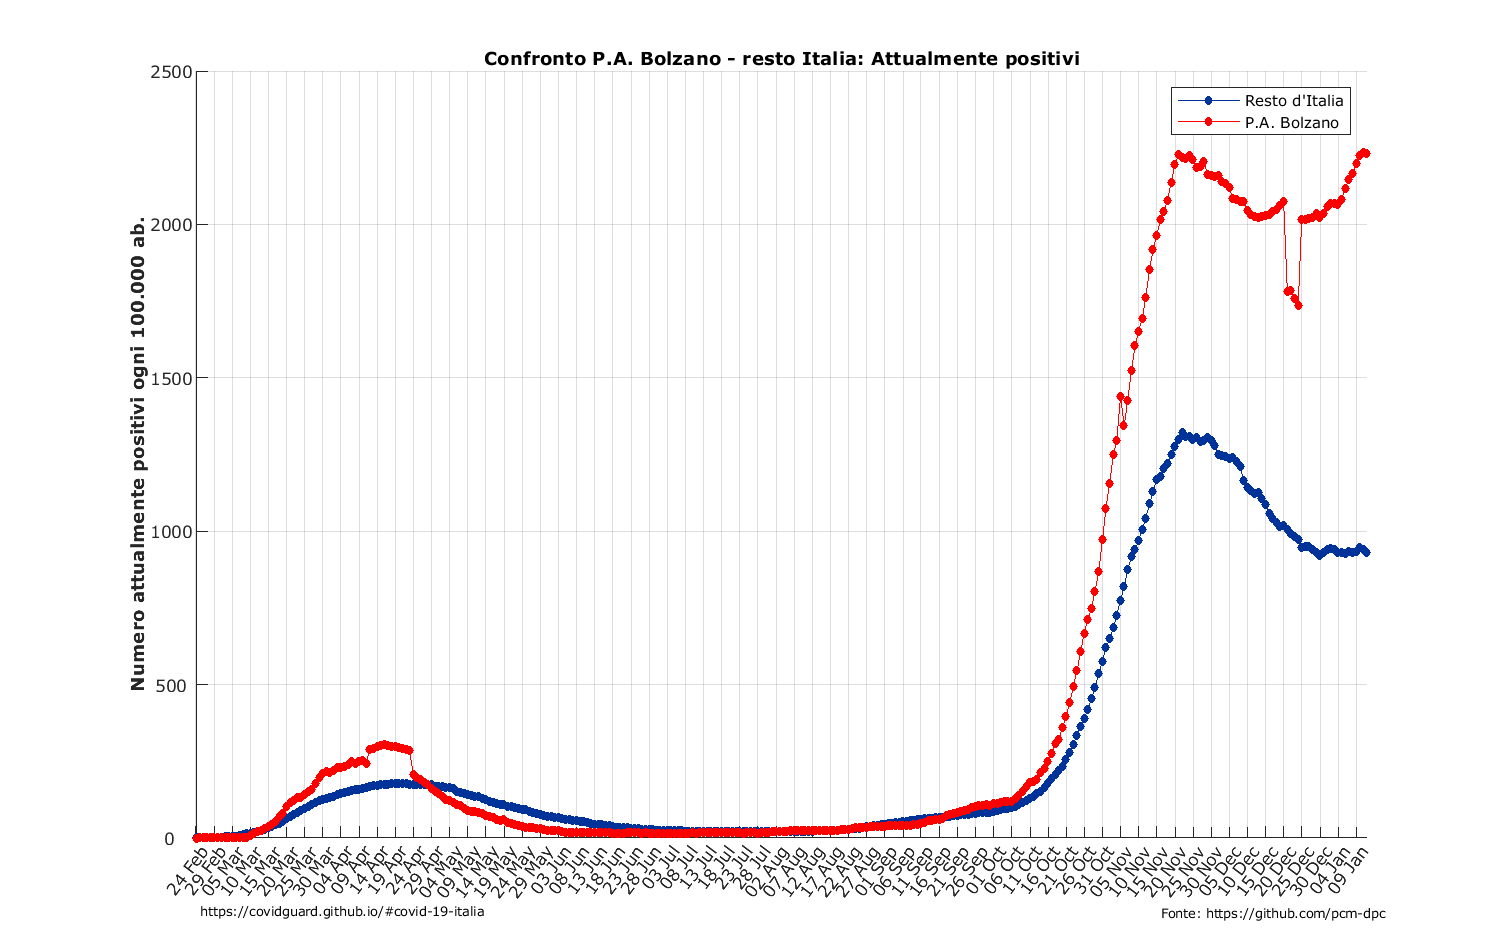 Confronto P.A. Bolzano - resto Italia: Attualmente positivi
Resto d'Italia
P.A. Bolzano
Numero attualmente positivi ogni 100.000 ab.
2500
2000
1500
1000
500
0
24 Feb
29 Feb
05 Mar
10 Mar
15 Mar
20 Mar
25 Mar
30 Mar
04 Apr
09 Apr
14 Apr
19 Apr
24 Apr
29 Apr
04 May
09 May
14 May
19 May
24 May
29 May
03 Jun
08 Jun
13 Jun
18 Jun
23 Jun
28 Jun
03 Jul
08 Jul
13 Jul
18 Jul
23 Jul
28 Jul
02 Aug
07 Aug
12 Aug
17 Aug
22 Aug
27 Aug
01 Sep
06 Sep
11 Sep
16 Sep
21 Sep
26 Sep
01 Oct
06 Oct
11 Oct
16 Oct
21 Oct
26 Oct
31 Oct
05 Nov
10 Nov
15 Nov
20 Nov
25 Nov
30 Nov
05 Dec
10 Dec
15 Dec
20 Dec
25 Dec
30 Dec
04 Jan
09 Jan
https://covidguard.github.io/#covid-19-italia
Fonte: https://github.com/pcm-dpc